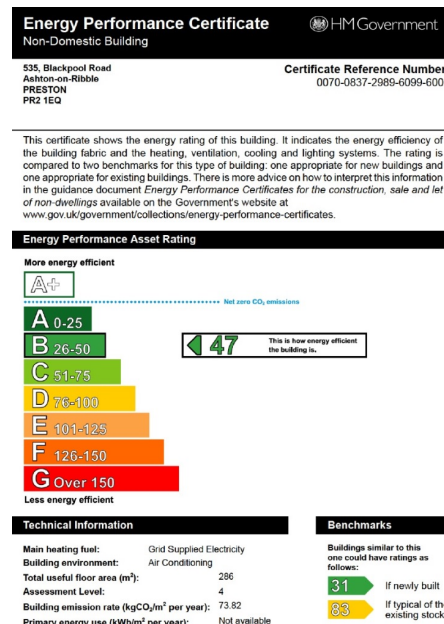 Energy Performance Certificate
HM Government
Non-Domestic Building
535, Blackpool Road
Ashton-on-Ribble
PRESTON
PR2 1EQ
Certificate Reference Number
0070-0837-2989-6099-600
This certificate shows the energy rating of this building. It indicates the energy efficiency of
the building fabric and the heating, ventilation, cooling and lighting systems. The rating is
compared to two benchmarks for this type of building: one appropriate for new buildings and
one appropriate for existing buildings. There is more advice on how to interpret this information
in the guidance document Energy Performance Certificates for the construction, sale and let
of non-dwellings available on the Government's website at
www.gov.uk/government/collections/energy-performance-certificates.
Energy Performance Asset Rating
More energy efficient
A+
Net zero CO₂ emissions
A 0-25
B 26-50
47
This is how energy efficient
the building is.
C 51-75
D 76-100
E 101-125
F 126-150
G Over 150
Less energy efficient
Technical Information
Main heating fuel: Grid Supplied Electricity
Building environment: Air Conditioning
Total useful floor area (m²): 286
Assessment Level: 4
Building emission rate (kgCO₂/m² per year): 73.82
Primary energy use (kWh/m² per year): Not available
Benchmarks
Buildings similar to this
one could have ratings as
follows:
31 If newly built
83 If typical of the
existing stock